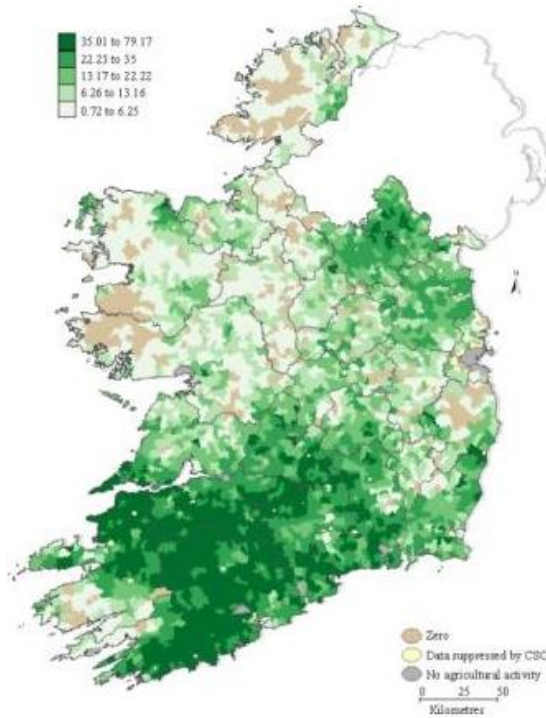 35.01 to 79.17
22.23 to 35
13.17 to 22.22
6.26 to 13.16
0.72 to 6.25
Zero
Data suppressed by CSO
No agricultural activity
0 25 50
Kilometres